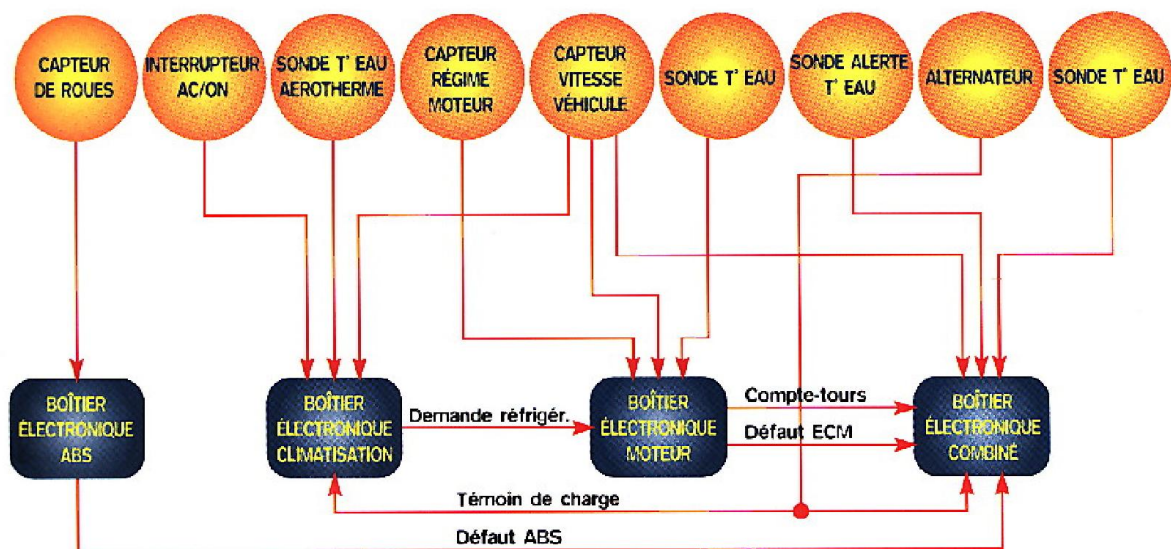 CAPTEUR
DE ROUES
INTERRUPTEUR
AC/ON
SONDE T° EAU
AEROTHERME
CAPTEUR
RÉGIME
MOTEUR
CAPTEUR
VITESSE
VÉHICULE
SONDE T° EAU
SONDE ALERTE
T° EAU
ALTERNATEUR
SONDE T° EAU
BOÎTIER
ÉLECTRONIQUE
ABS
BOÎTIER
ÉLECTRONIQUE
CLIMATISATION
Demande réfrigér.
BOÎTIER
ÉLECTRONIQUE
MOTEUR
Compte-tours
Défaut ECM
BOÎTIER
ÉLECTRONIQUE
COMBINÉ
Témoin de charge
Défaut ABS